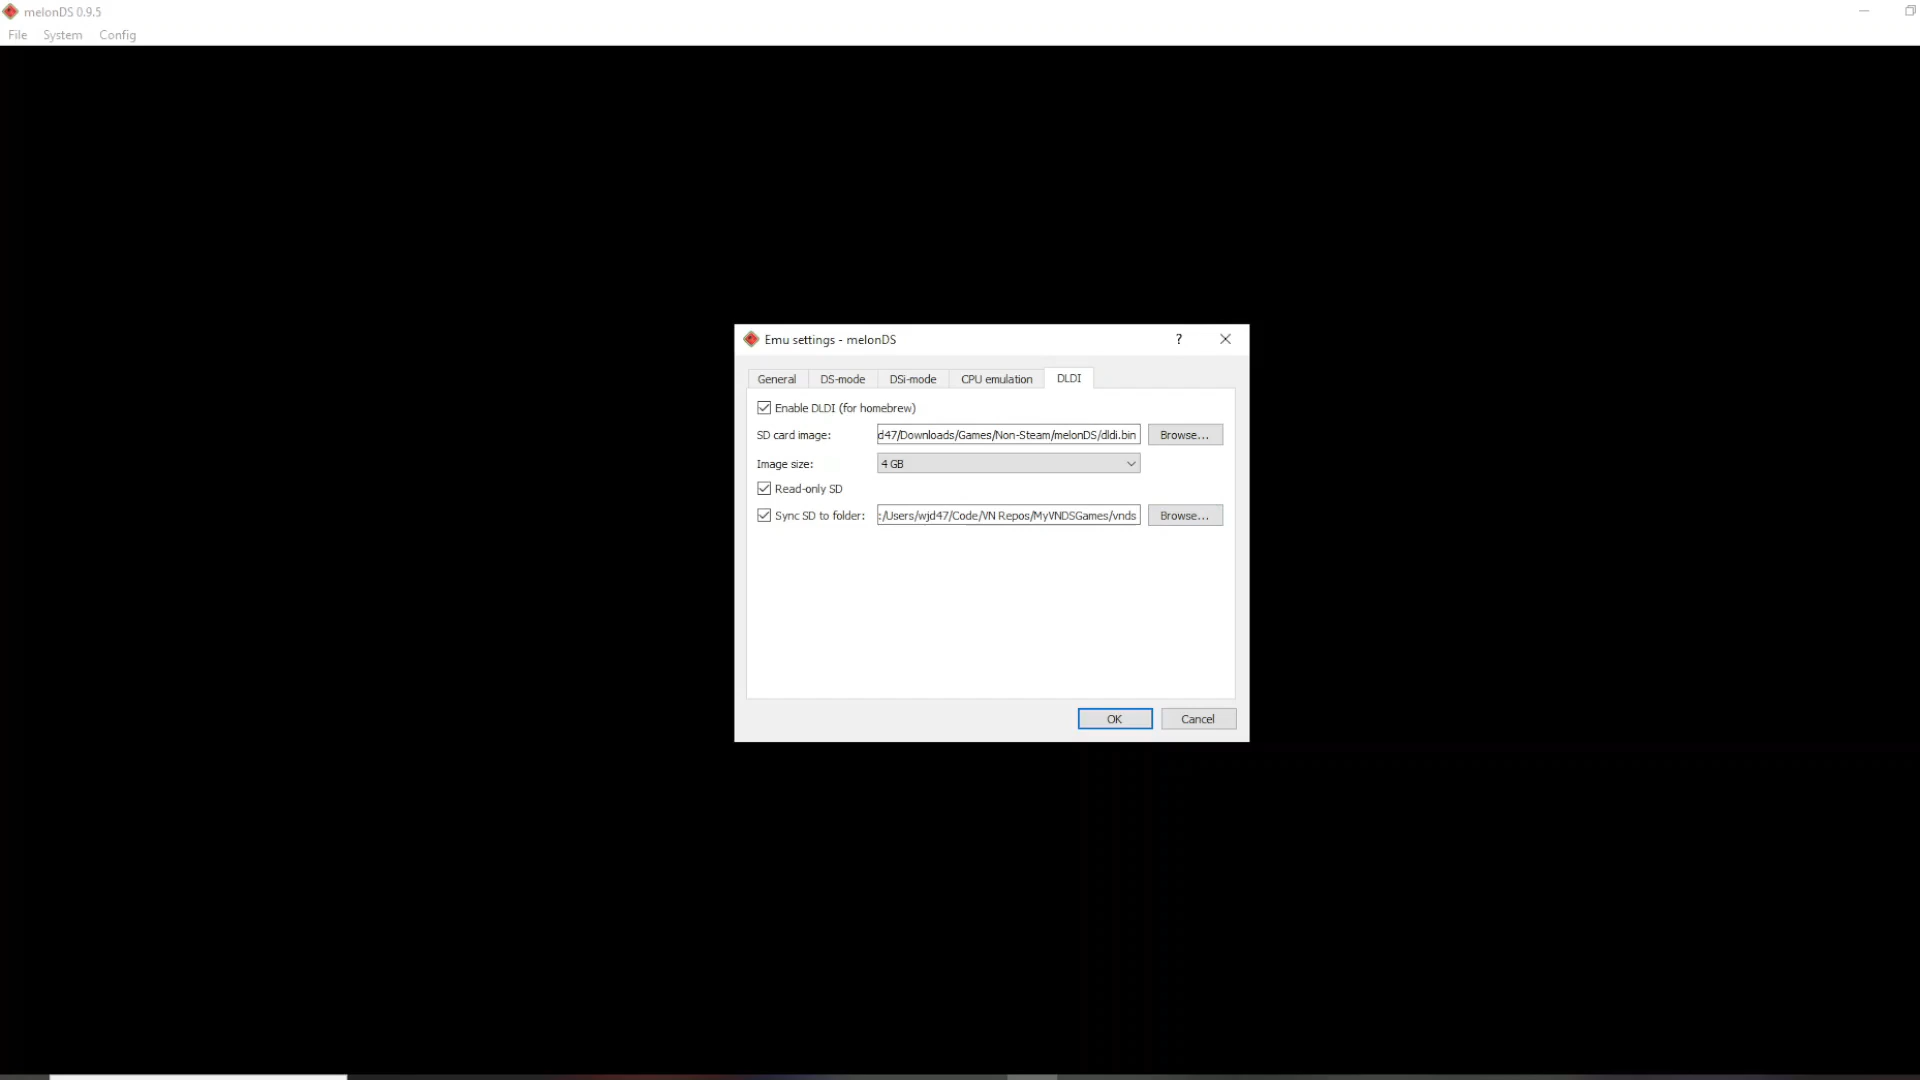 melonDS 0.9.5
File System Config
Emu settings - melonDS ?
General DS-mode DSi-mode CPU emulation DLDI
Enable DLDI (for homebrew)
SD card image: d47/Downloads/Games/Non-Steam/melonDS/dldi.bin Browse...
Image size: 4 GB
Read-only SD
Sync SD to folder: :/Users/wjd47/Code/VN Repos/MyVNDSGames/vnds Browse...
OK Cancel